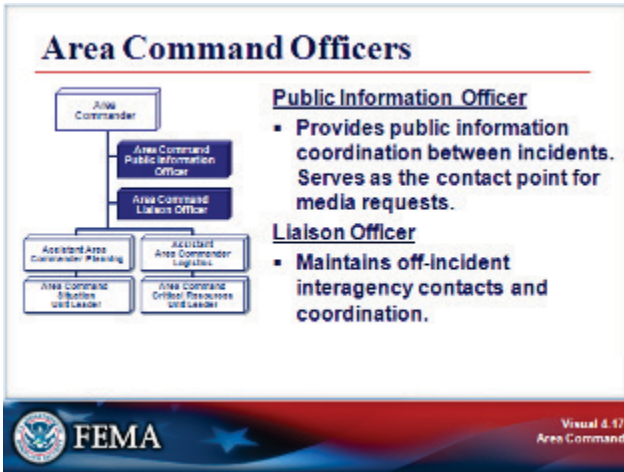 Area Command Officers
Area
Commander
Area Command
Public Information
Officer
Area Command
Liaison Officer
Assistant Area
Commander Planning
Assistant
Area Commander
Logistics
Area Command
Situation
Unit Leader
Area Command
Critical Resources
Unit Leader
Public Information Officer
▪ Provides public information
coordination between incidents.
Serves as the contact point for
media requests.
Liaison Officer
▪ Maintains off-incident
interagency contacts and
coordination.
FEMA
Visual 4.17
Area Command